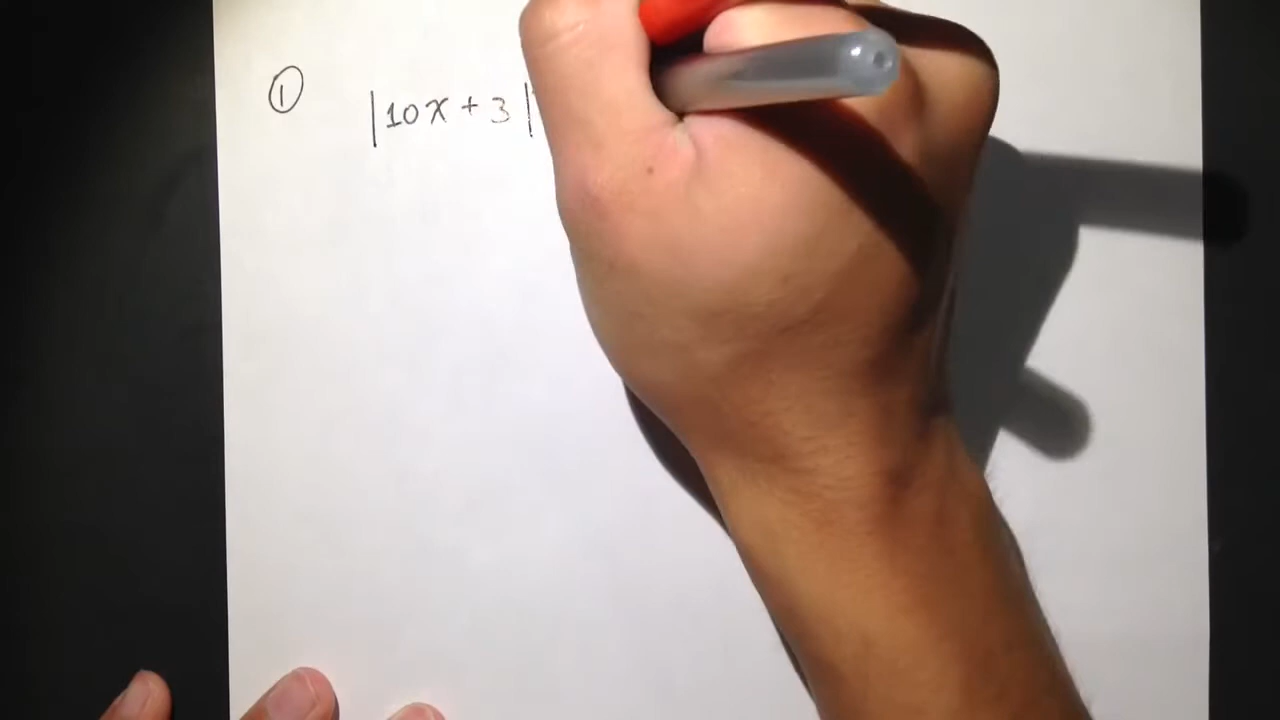 ① |10x + 3|